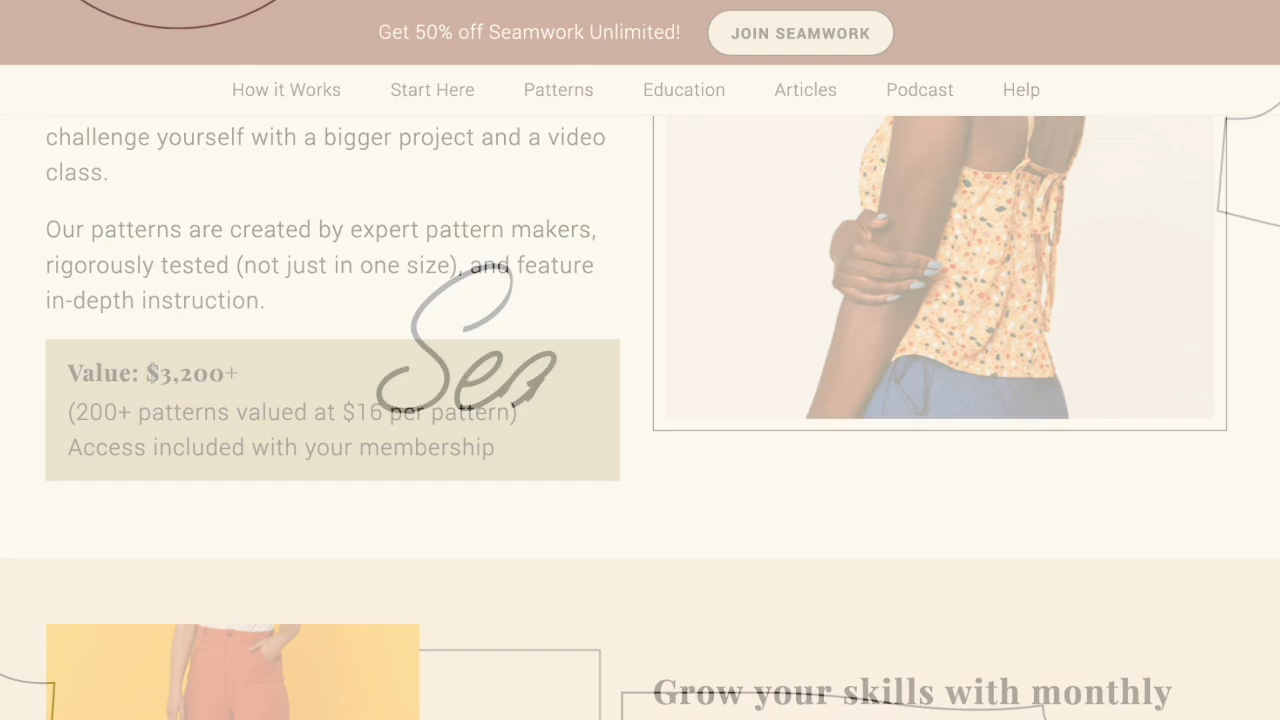 Get 50% off Seamwork Unlimited!
JOIN SEAMWORK
How it Works Start Here Patterns Education Articles Podcast Help
challenge yourself with a bigger project and a video
class.
Our patterns are created by expert pattern makers,
rigorously tested (not just in one size), and feature
in-depth instruction.
Sea
Value: $3,200+
(200+ patterns valued at $16 per pattern)
Access included with your membership
Grow your skills with monthly